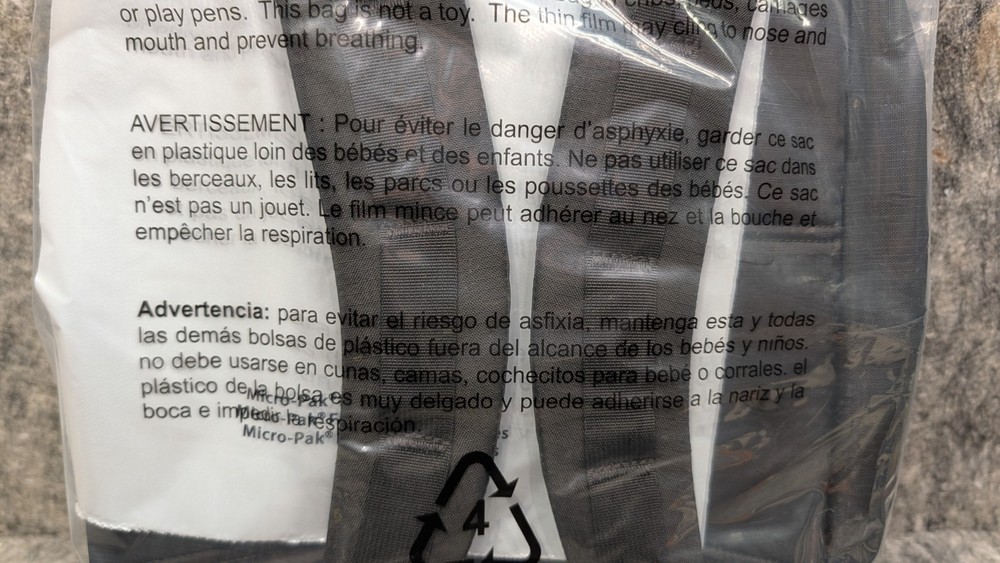 or play pens. This bag is not a toy. The thin film may cling to nose and
mouth and prevent breathing.
AVERTISSEMENT : Pour éviter le danger d'asphyxie, garder ce sac
en plastique loin des bébés et des enfants. Ne pas utiliser ce sac dans
les berceaux, les lits, les parcs ou les poussettes des bébés. Ce sac
n'est pas un jouet. Le film mince peut adhérer au nez et la bouche et
empêcher la respiration.
Advertencia: para evitar el riesgo de asfixia, mantenga esta y todas
las demás bolsas de plástico fuera del alcance de los bebés y niños.
no debe usarse en cunas, camas, cochecitos para bebé o corrales. el
plástico de la bolsa es muy delgado y puede adherirse a la nariz y la
boca e impedir la respiración.
Micro-Pak®
Micro-Pak®
Micro-Pak®
4